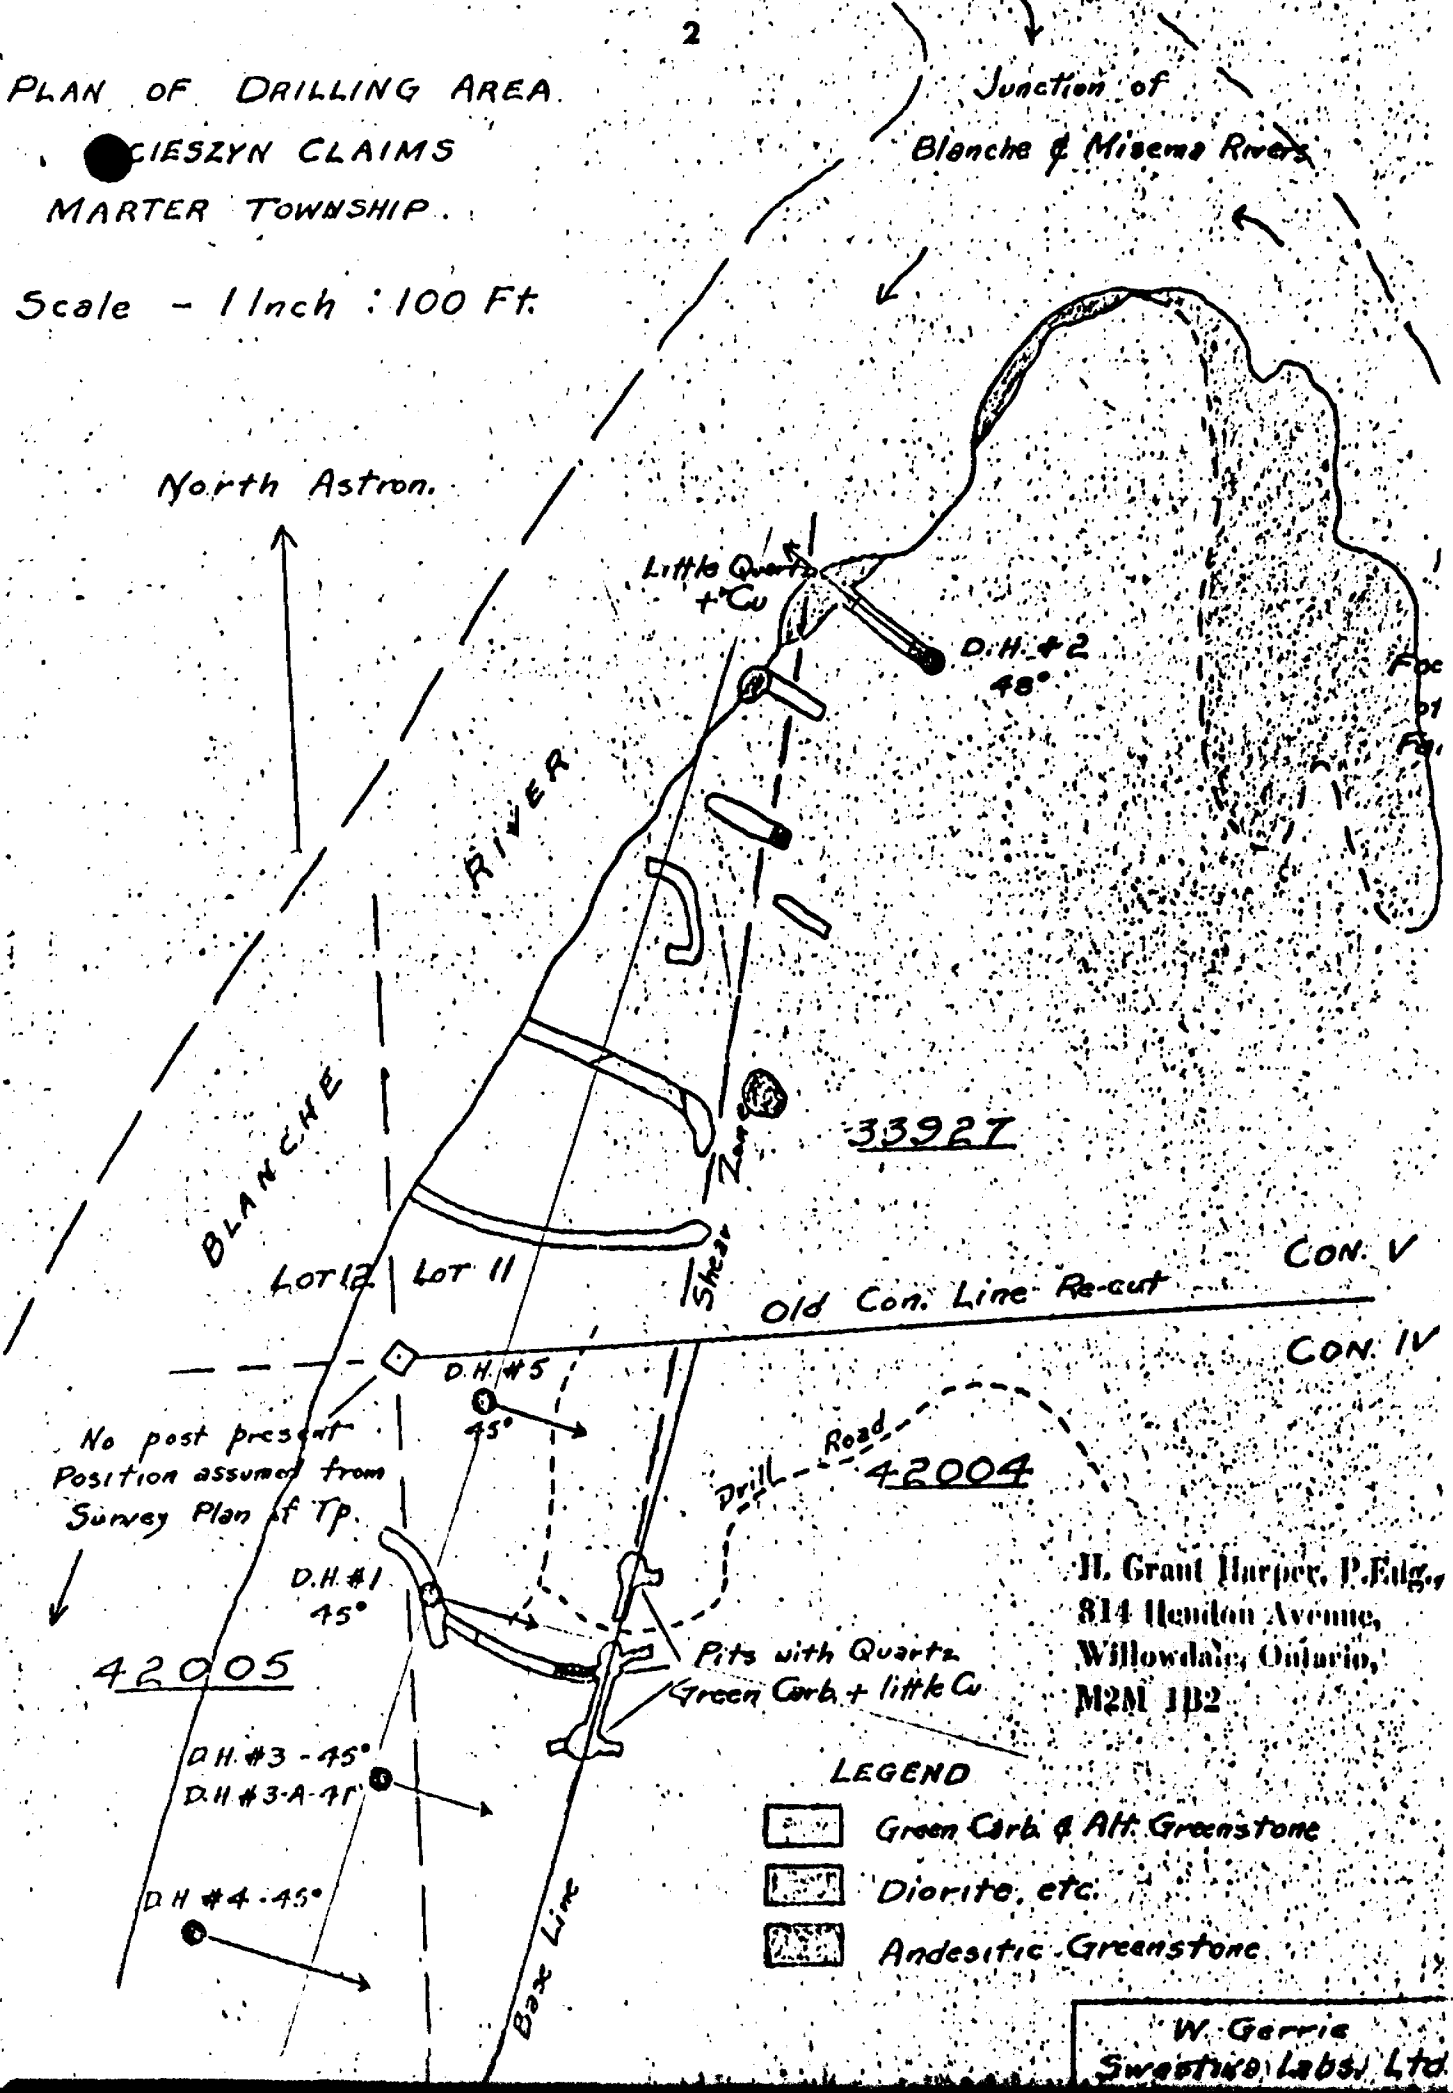 2
PLAN OF DRILLING AREA
CIESZYN CLAIMS
MARTER TOWNSHIP.
Scale - 1 Inch : 100 Ft.
Junction of
Blanche & Misema Rivers
North Astron.
Little Quartz
+ Cu
D.H. #2
48°
RIVER
BLANCHE
33927
Shear Zone
LOT 12
LOT 11
Old Con. Line Re-cut
CON. V
CON. IV
D.H. #5
45°
No post present
Position assumed from
Survey Plan of Tp.
Drill Road
42004
D.H. #1
45°
H. Grant Harper, P.Eng.,
814 Hendon Avenue,
Willowdale, Ontario,
M2M 1B2
42005
Pits with Quartz
Green Carb. + little Cu
D.H. #3 - 45°
D.H. #3-A-
D.H #4 - 45°
Base Line
LEGEND
Green Carb. & Alt. Greenstone
Diorite, etc.
Andesitic Greenstone
W. Gerrie
Swastika Labs. Ltd